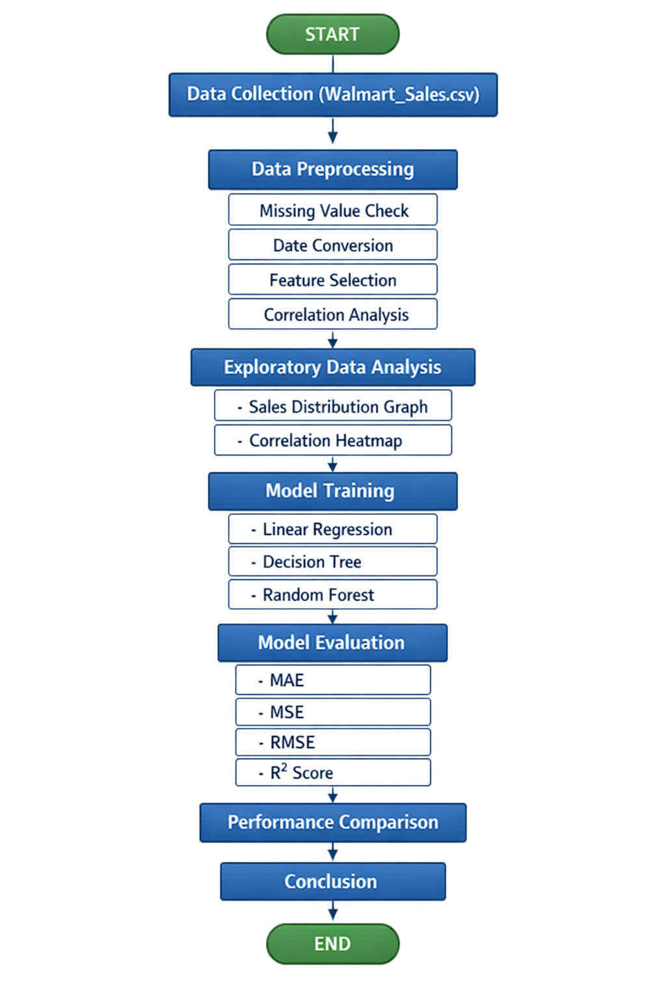 START
Data Collection (Walmart_Sales.csv)
Data Preprocessing
Missing Value Check
Date Conversion
Feature Selection
Correlation Analysis
Exploratory Data Analysis
- Sales Distribution Graph
- Correlation Heatmap
Model Training
- Linear Regression
- Decision Tree
- Random Forest
Model Evaluation
- MAE
- MSE
- RMSE
- R² Score
Performance Comparison
Conclusion
END